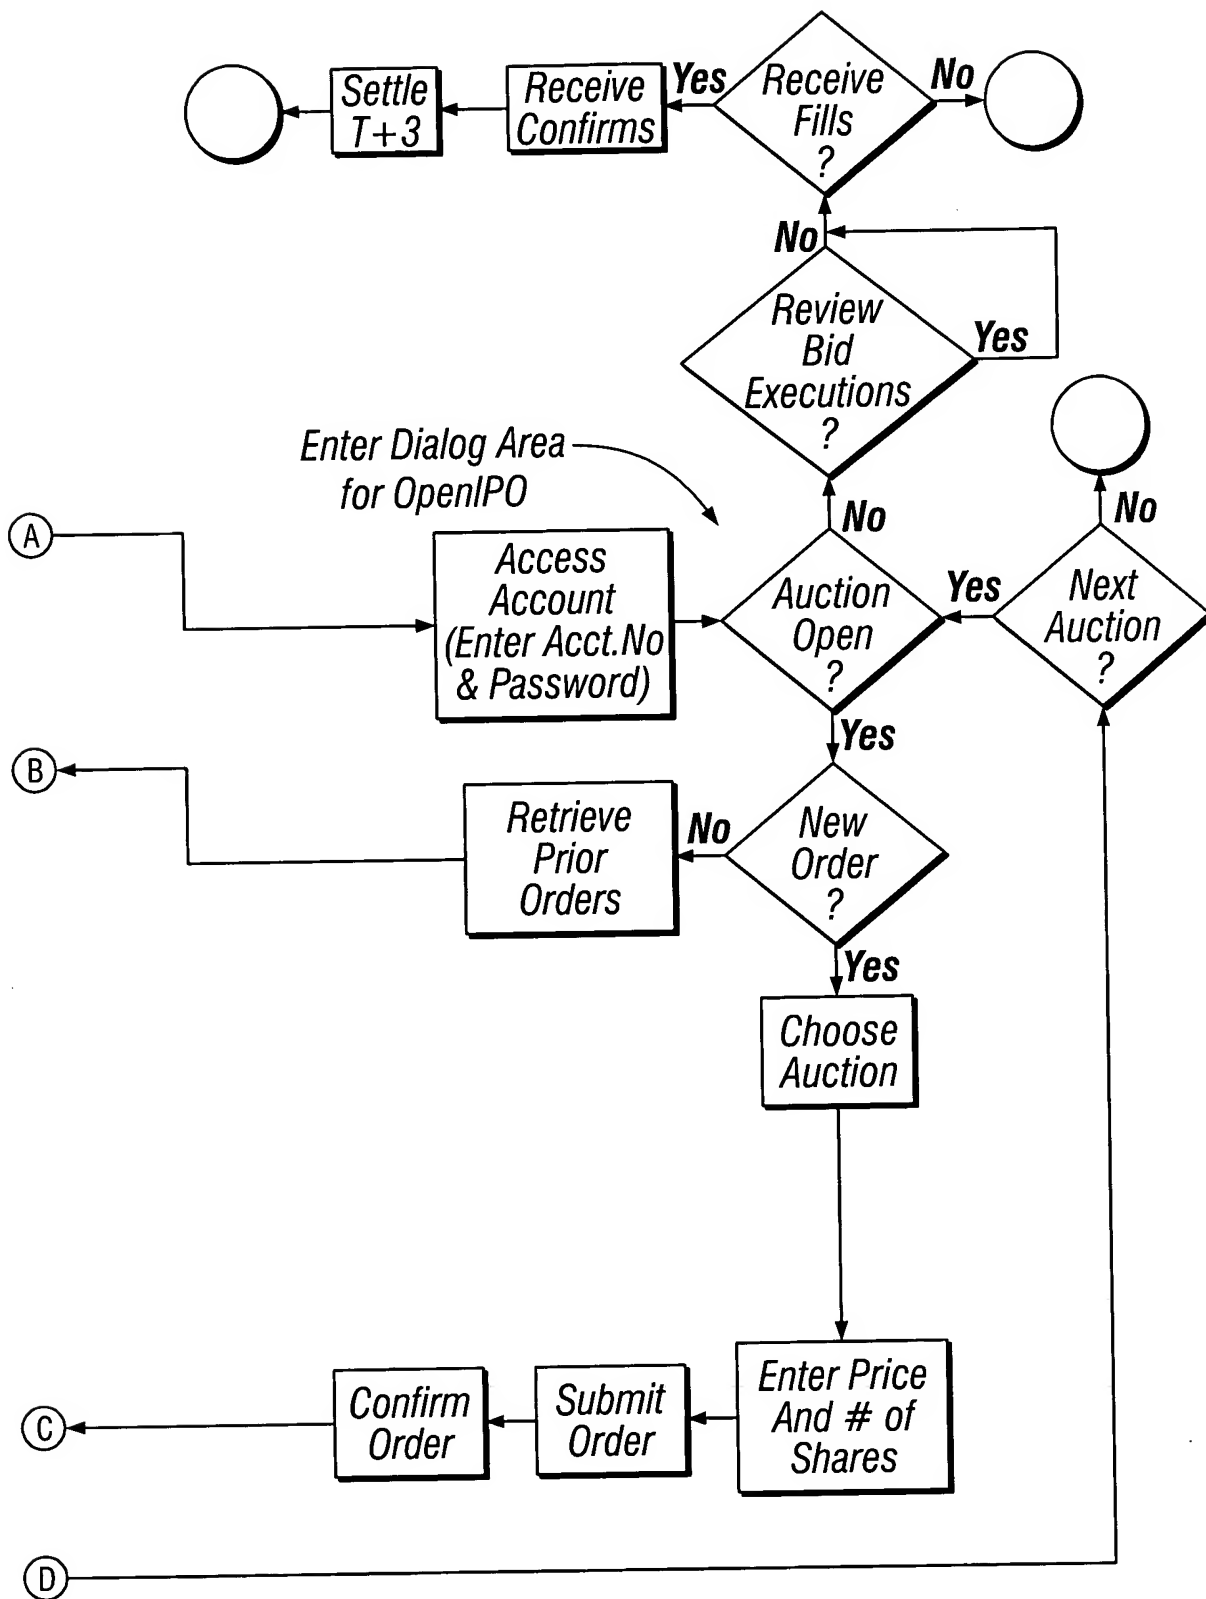 Settle
T+3
Receive
Confirms
Yes
Receive
Fills
?
No
No
Review
Bid
Executions
?
Yes
Enter Dialog Area
for OpenIPO
No
No
A
Access
Account
(Enter Acct.No
& Password)
Auction
Open
?
Yes
Next
Auction
?
Yes
B
Retrieve
Prior
Orders
No
New
Order
?
Yes
Choose
Auction
C
Confirm
Order
Submit
Order
Enter Price
And # of
Shares
D